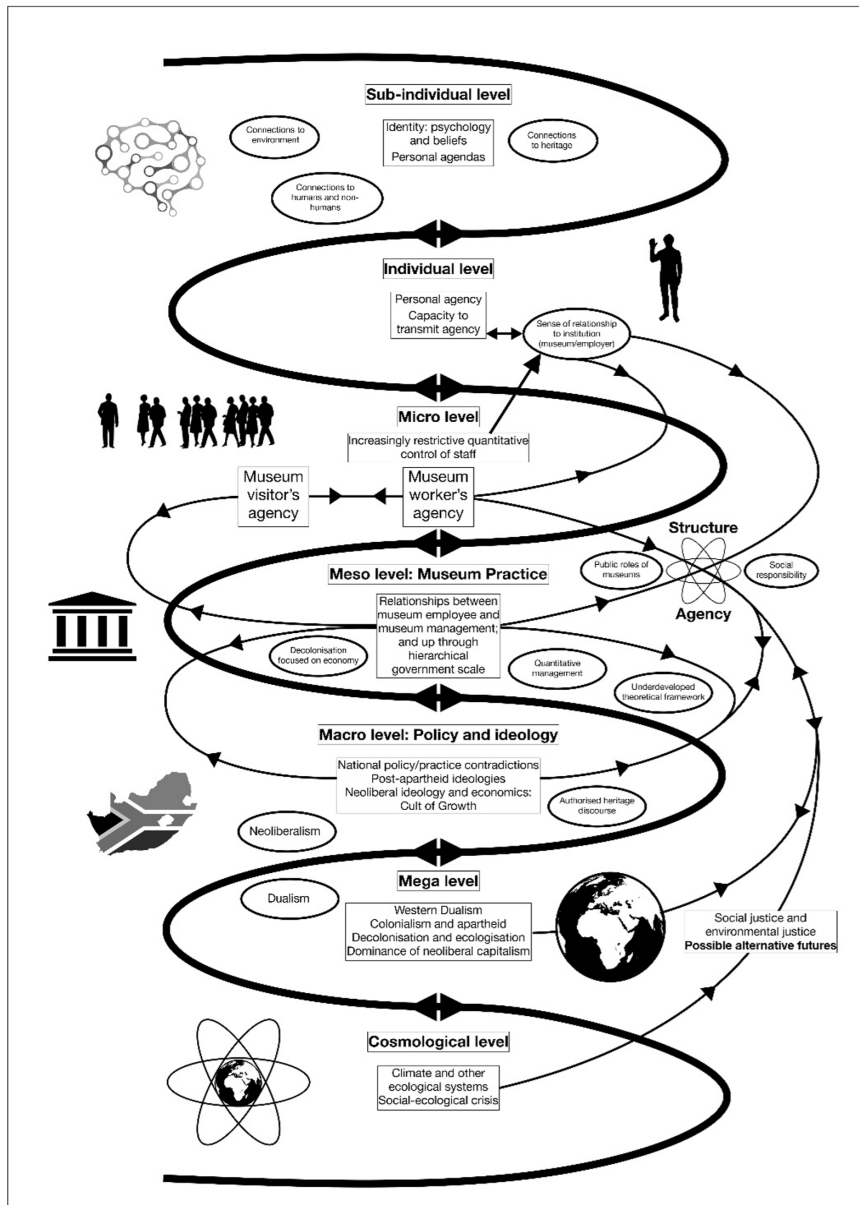 Sub-individual level
Connections to
environment
Identity: psychology
and beliefs
Personal agendas
Connections
to heritage
Connections to
humans and non-
humans
Individual level
Personal agency
Capacity to
transmit agency
Sense of relationship
to institution
(museum/employer)
Micro level
Increasingly restrictive quantitative
control of staff
Museum
visitor's
agency
Museum
worker's
agency
Structure
Public roles of
museums
Social
responsibility
Agency
Meso level: Museum Practice
Relationships between
museum employee and
museum management;
and up through
hierarchical
government scale
Decolonisation
focused on economy
Quantitative
management
Underdeveloped
theoretical framework
Macro level: Policy and ideology
National policy/practice contradictions
Post-apartheid ideologies
Neoliberal ideology and economics:
Cult of Growth
Authorised heritage
discourse
Neoliberalism
Mega level
Dualism
Western Dualism
Colonialism and apartheid
Decolonisation and ecologisation
Dominance of neoliberal capitalism
Social justice and
environmental justice
Possible alternative futures
Cosmological level
Climate and other
ecological systems
Social-ecological crisis